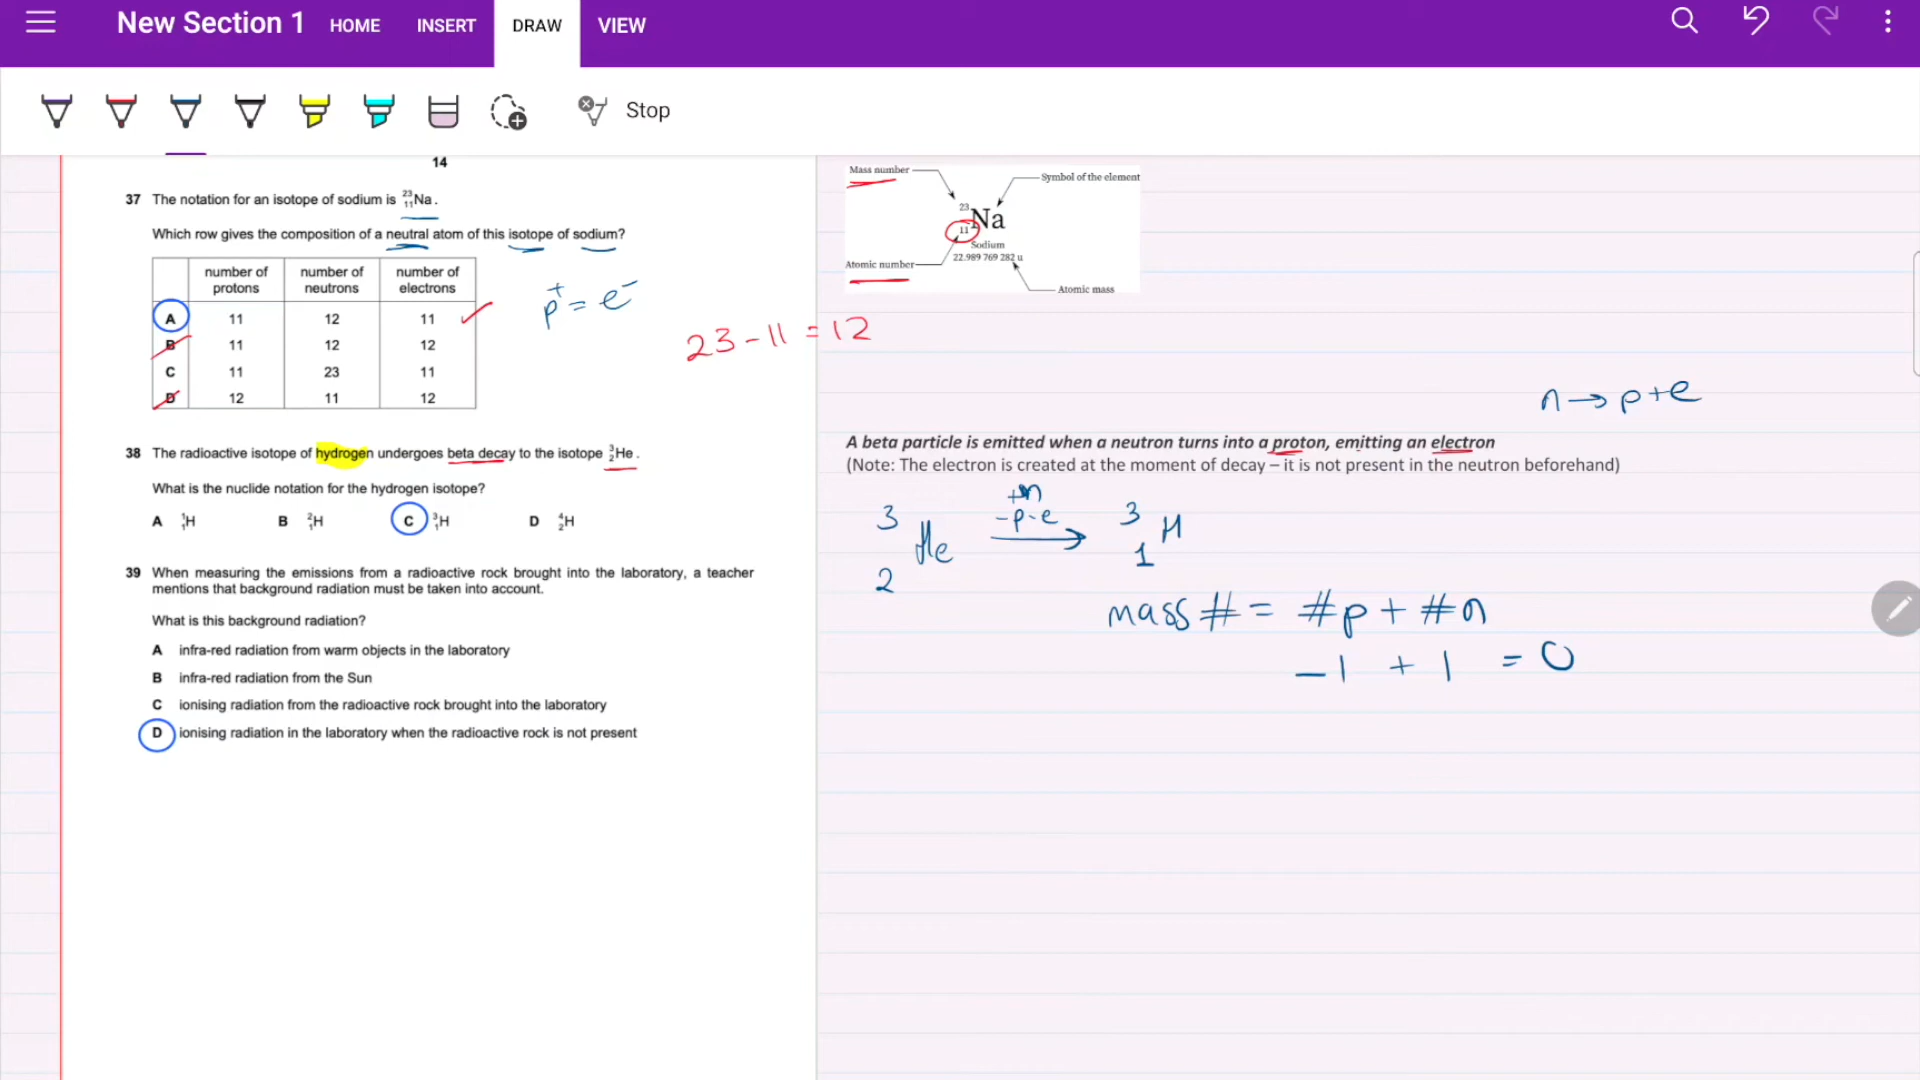 New Section 1 HOME INSERT DRAW VIEW
Stop
14
37 The notation for an isotope of sodium is ²³₁₁Na.
Which row gives the composition of a neutral atom of this isotope of sodium?
number of protons number of neutrons number of electrons
A 11 12 11
B 11 12 12
C 11 23 11
D 12 11 12
p⁺ = e⁻
23 - 11 = 12
38 The radioactive isotope of hydrogen undergoes beta decay to the isotope ³₂He.
What is the nuclide notation for the hydrogen isotope?
A ¹₁H B ²₁H C ³₁H D ⁴₂H
39 When measuring the emissions from a radioactive rock brought into the laboratory, a teacher
mentions that background radiation must be taken into account.
What is this background radiation?
A infra-red radiation from warm objects in the laboratory
B infra-red radiation from the Sun
C ionising radiation from the radioactive rock brought into the laboratory
D ionising radiation in the laboratory when the radioactive rock is not present
Mass number
Symbol of the element
23
Na
11
Sodium
22.989 769 282 u
Atomic number
Atomic mass
n → p+e
A beta particle is emitted when a neutron turns into a proton, emitting an electron
(Note: The electron is created at the moment of decay – it is not present in the neutron beforehand)
+n
-p-e
³₂He → ³₁H
mass # = #p + #n
-1 + 1 = 0